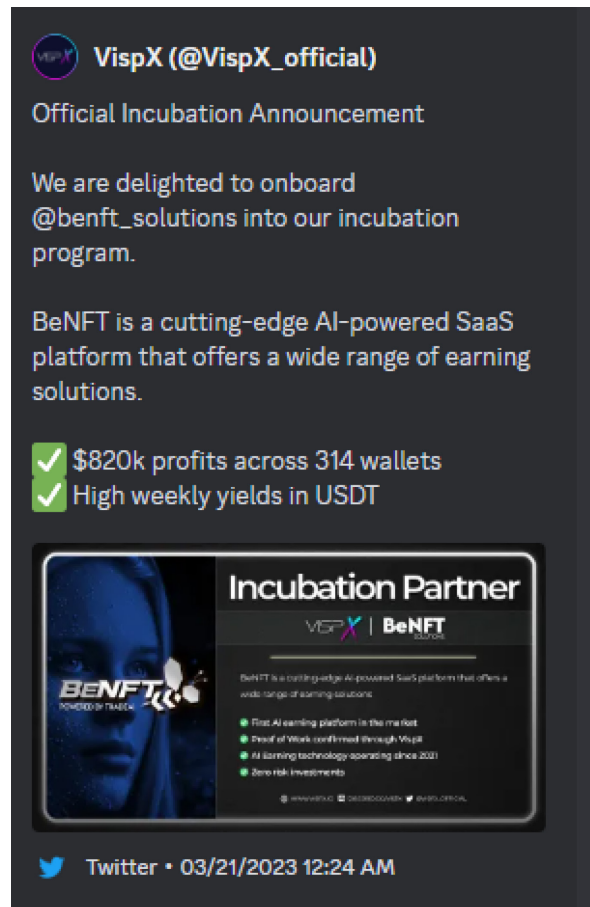 VISPX
VispX (@VispX_official)
Official Incubation Announcement
We are delighted to onboard
@benft_solutions into our incubation
program.
BeNFT is a cutting-edge AI-powered SaaS
platform that offers a wide range of earning
solutions.
✅ $820k profits across 314 wallets
✅ High weekly yields in USDT
Incubation Partner
VISPX | BeNFT
SOLUTIONS
BeNFT is a cutting-edge AI-powered SaaS platform that offers a
wide range of earning solutions
First AI earning platform in the market
Proof of Work confirmed through VispX
AI Earning technology operating since 2021
Zero risk investments
BENFT
POWERED BY
Twitter • 03/21/2023 12:24 AM